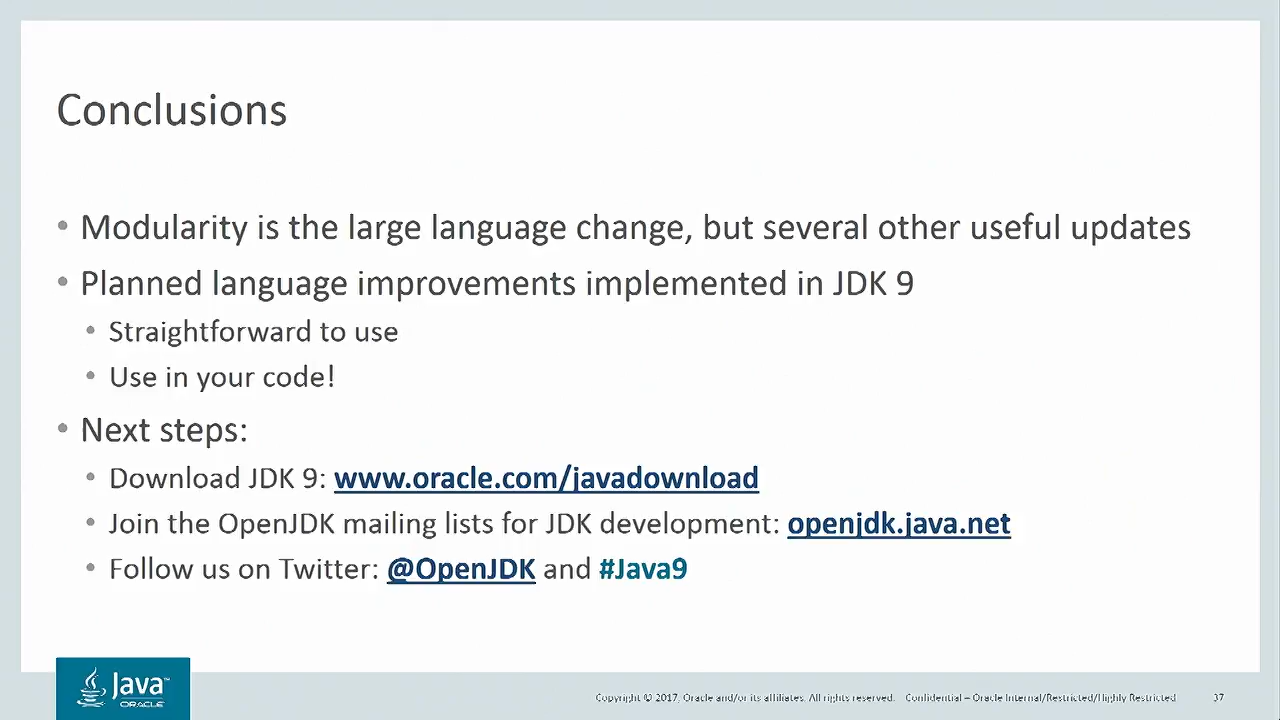 Conclusions
• Modularity is the large language change, but several other useful updates
• Planned language improvements implemented in JDK 9
• Straightforward to use
• Use in your code!
• Next steps:
• Download JDK 9: www.oracle.com/javadownload
• Join the OpenJDK mailing lists for JDK development: openjdk.java.net
• Follow us on Twitter: @OpenJDK and #Java9
Java™
ORACLE
Copyright © 2017, Oracle and/or its affiliates. All rights reserved. Confidential – Oracle Internal/Restricted/Highly Restricted 37